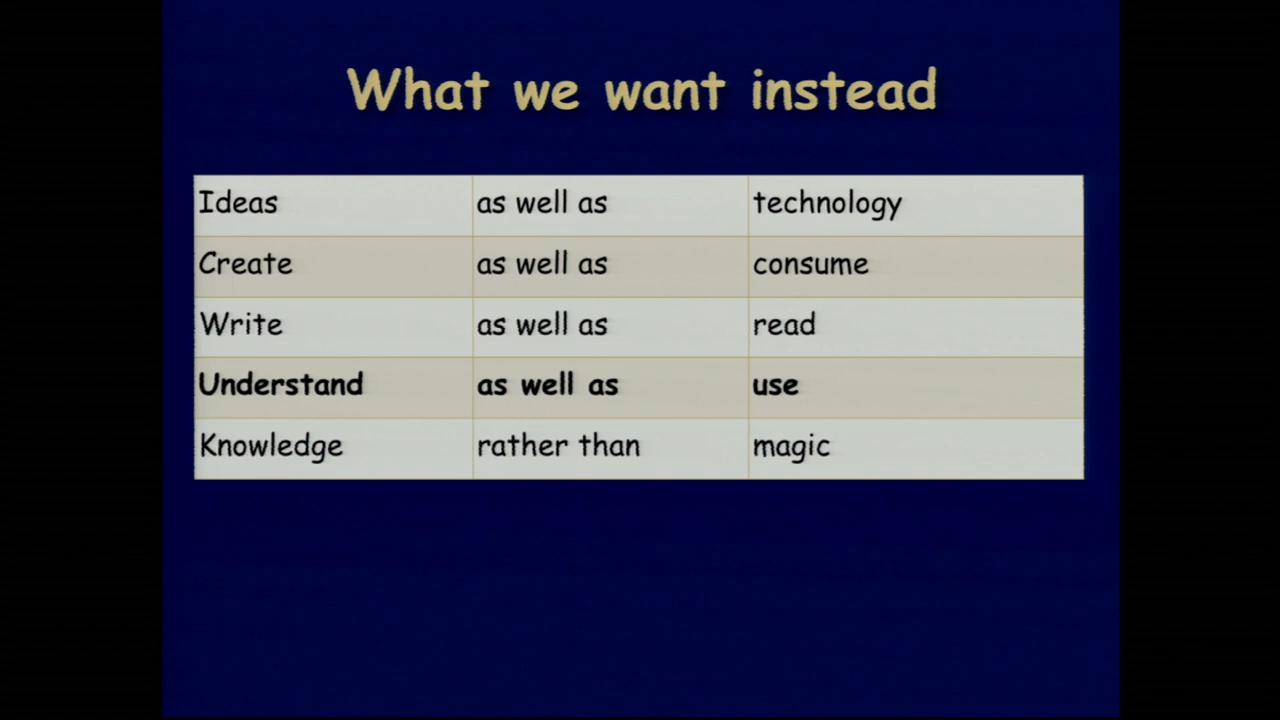 What we want instead
Ideas as well as technology
Create as well as consume
Write as well as read
Understand as well as use
Knowledge rather than magic